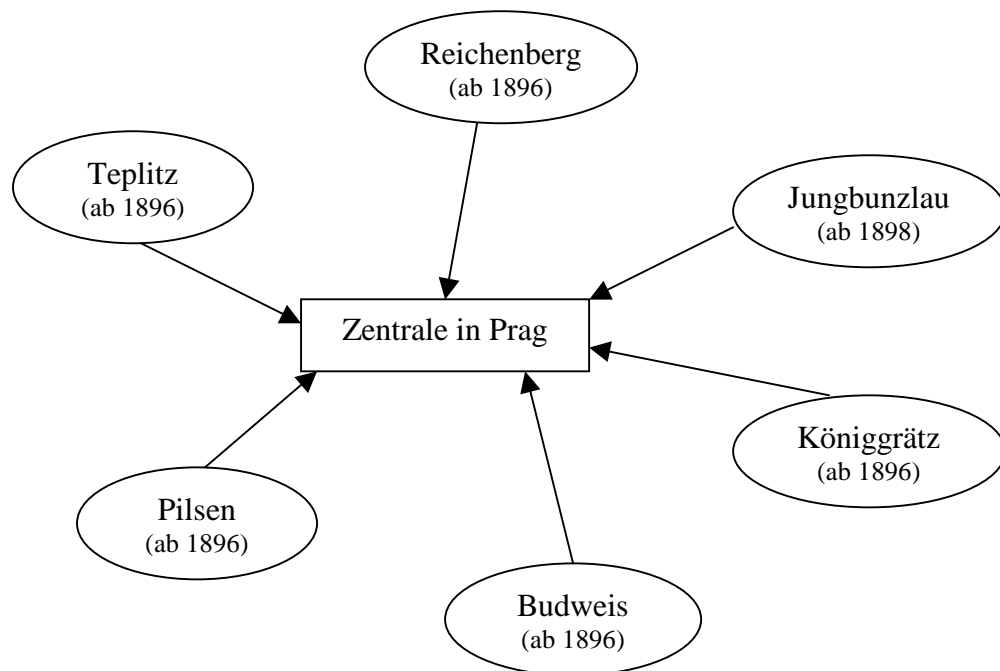 Reichenberg
(ab 1896)
Teplitz
(ab 1896)
Jungbunzlau
(ab 1898)
Zentrale in Prag
Königgrätz
(ab 1896)
Pilsen
(ab 1896)
Budweis
(ab 1896)